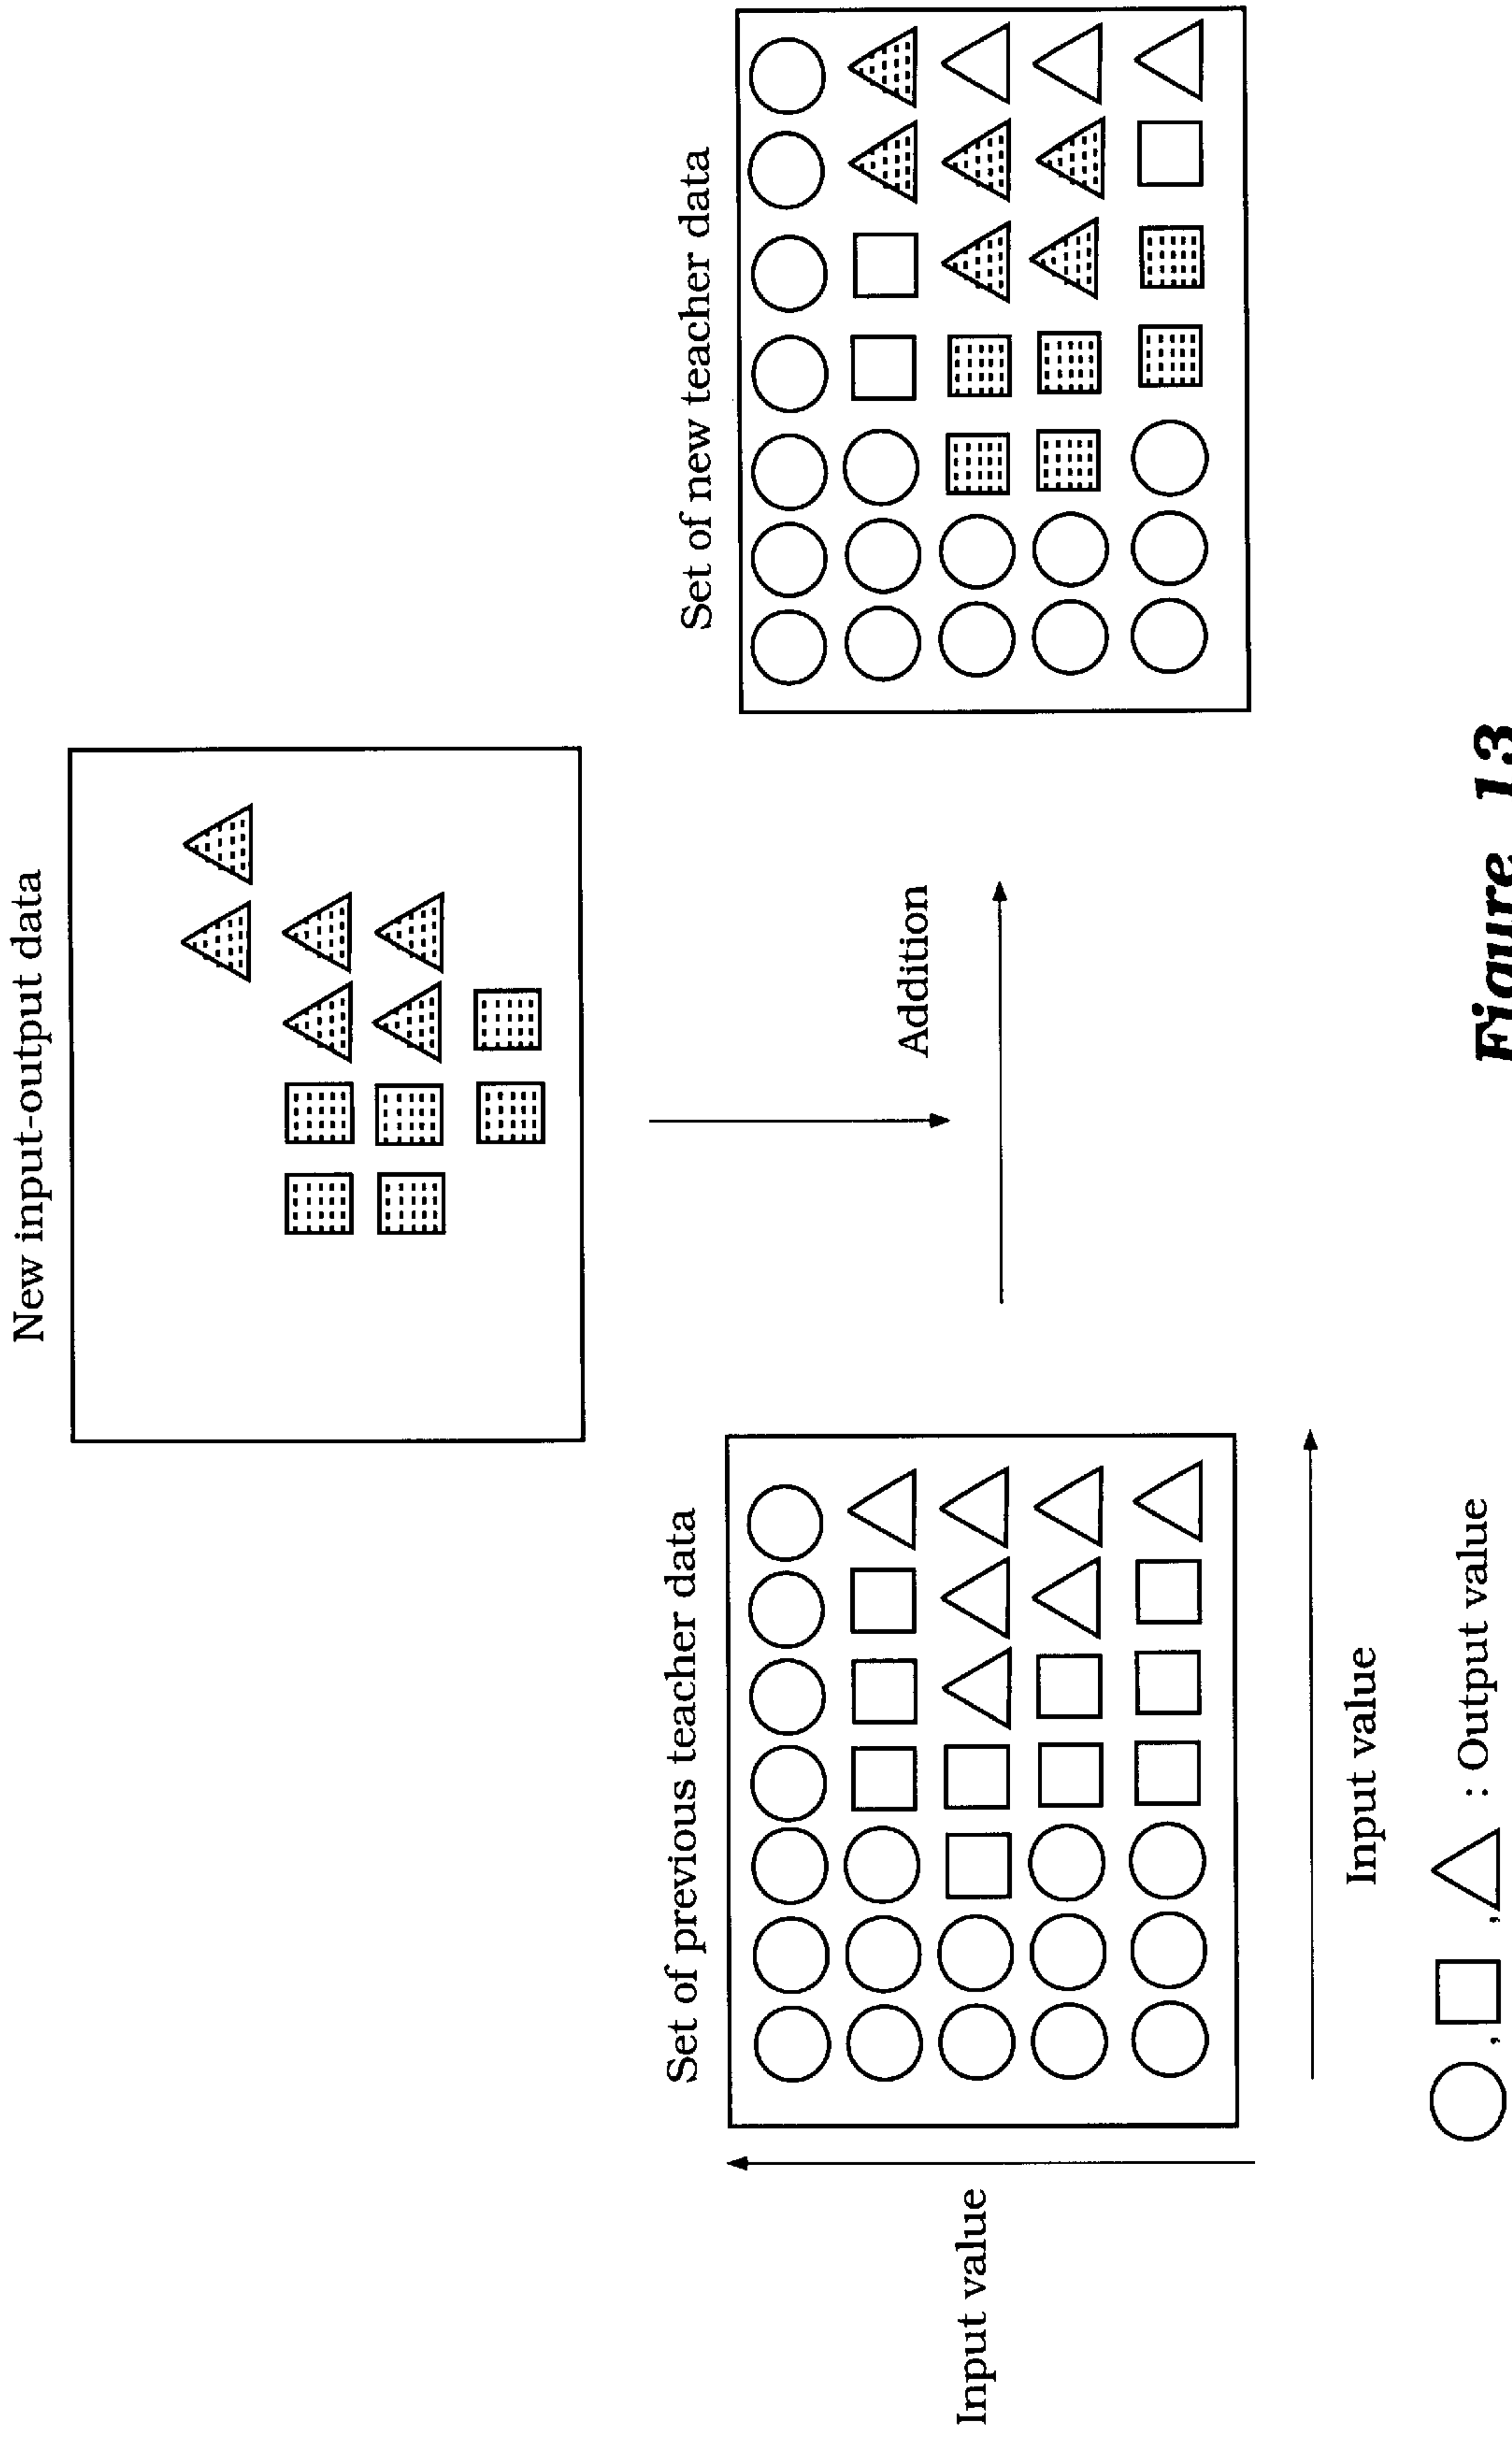 New input-output data
Set of previous teacher data
Addition
Set of new teacher data
Input value
Input value
, , : Output value
Figure 13